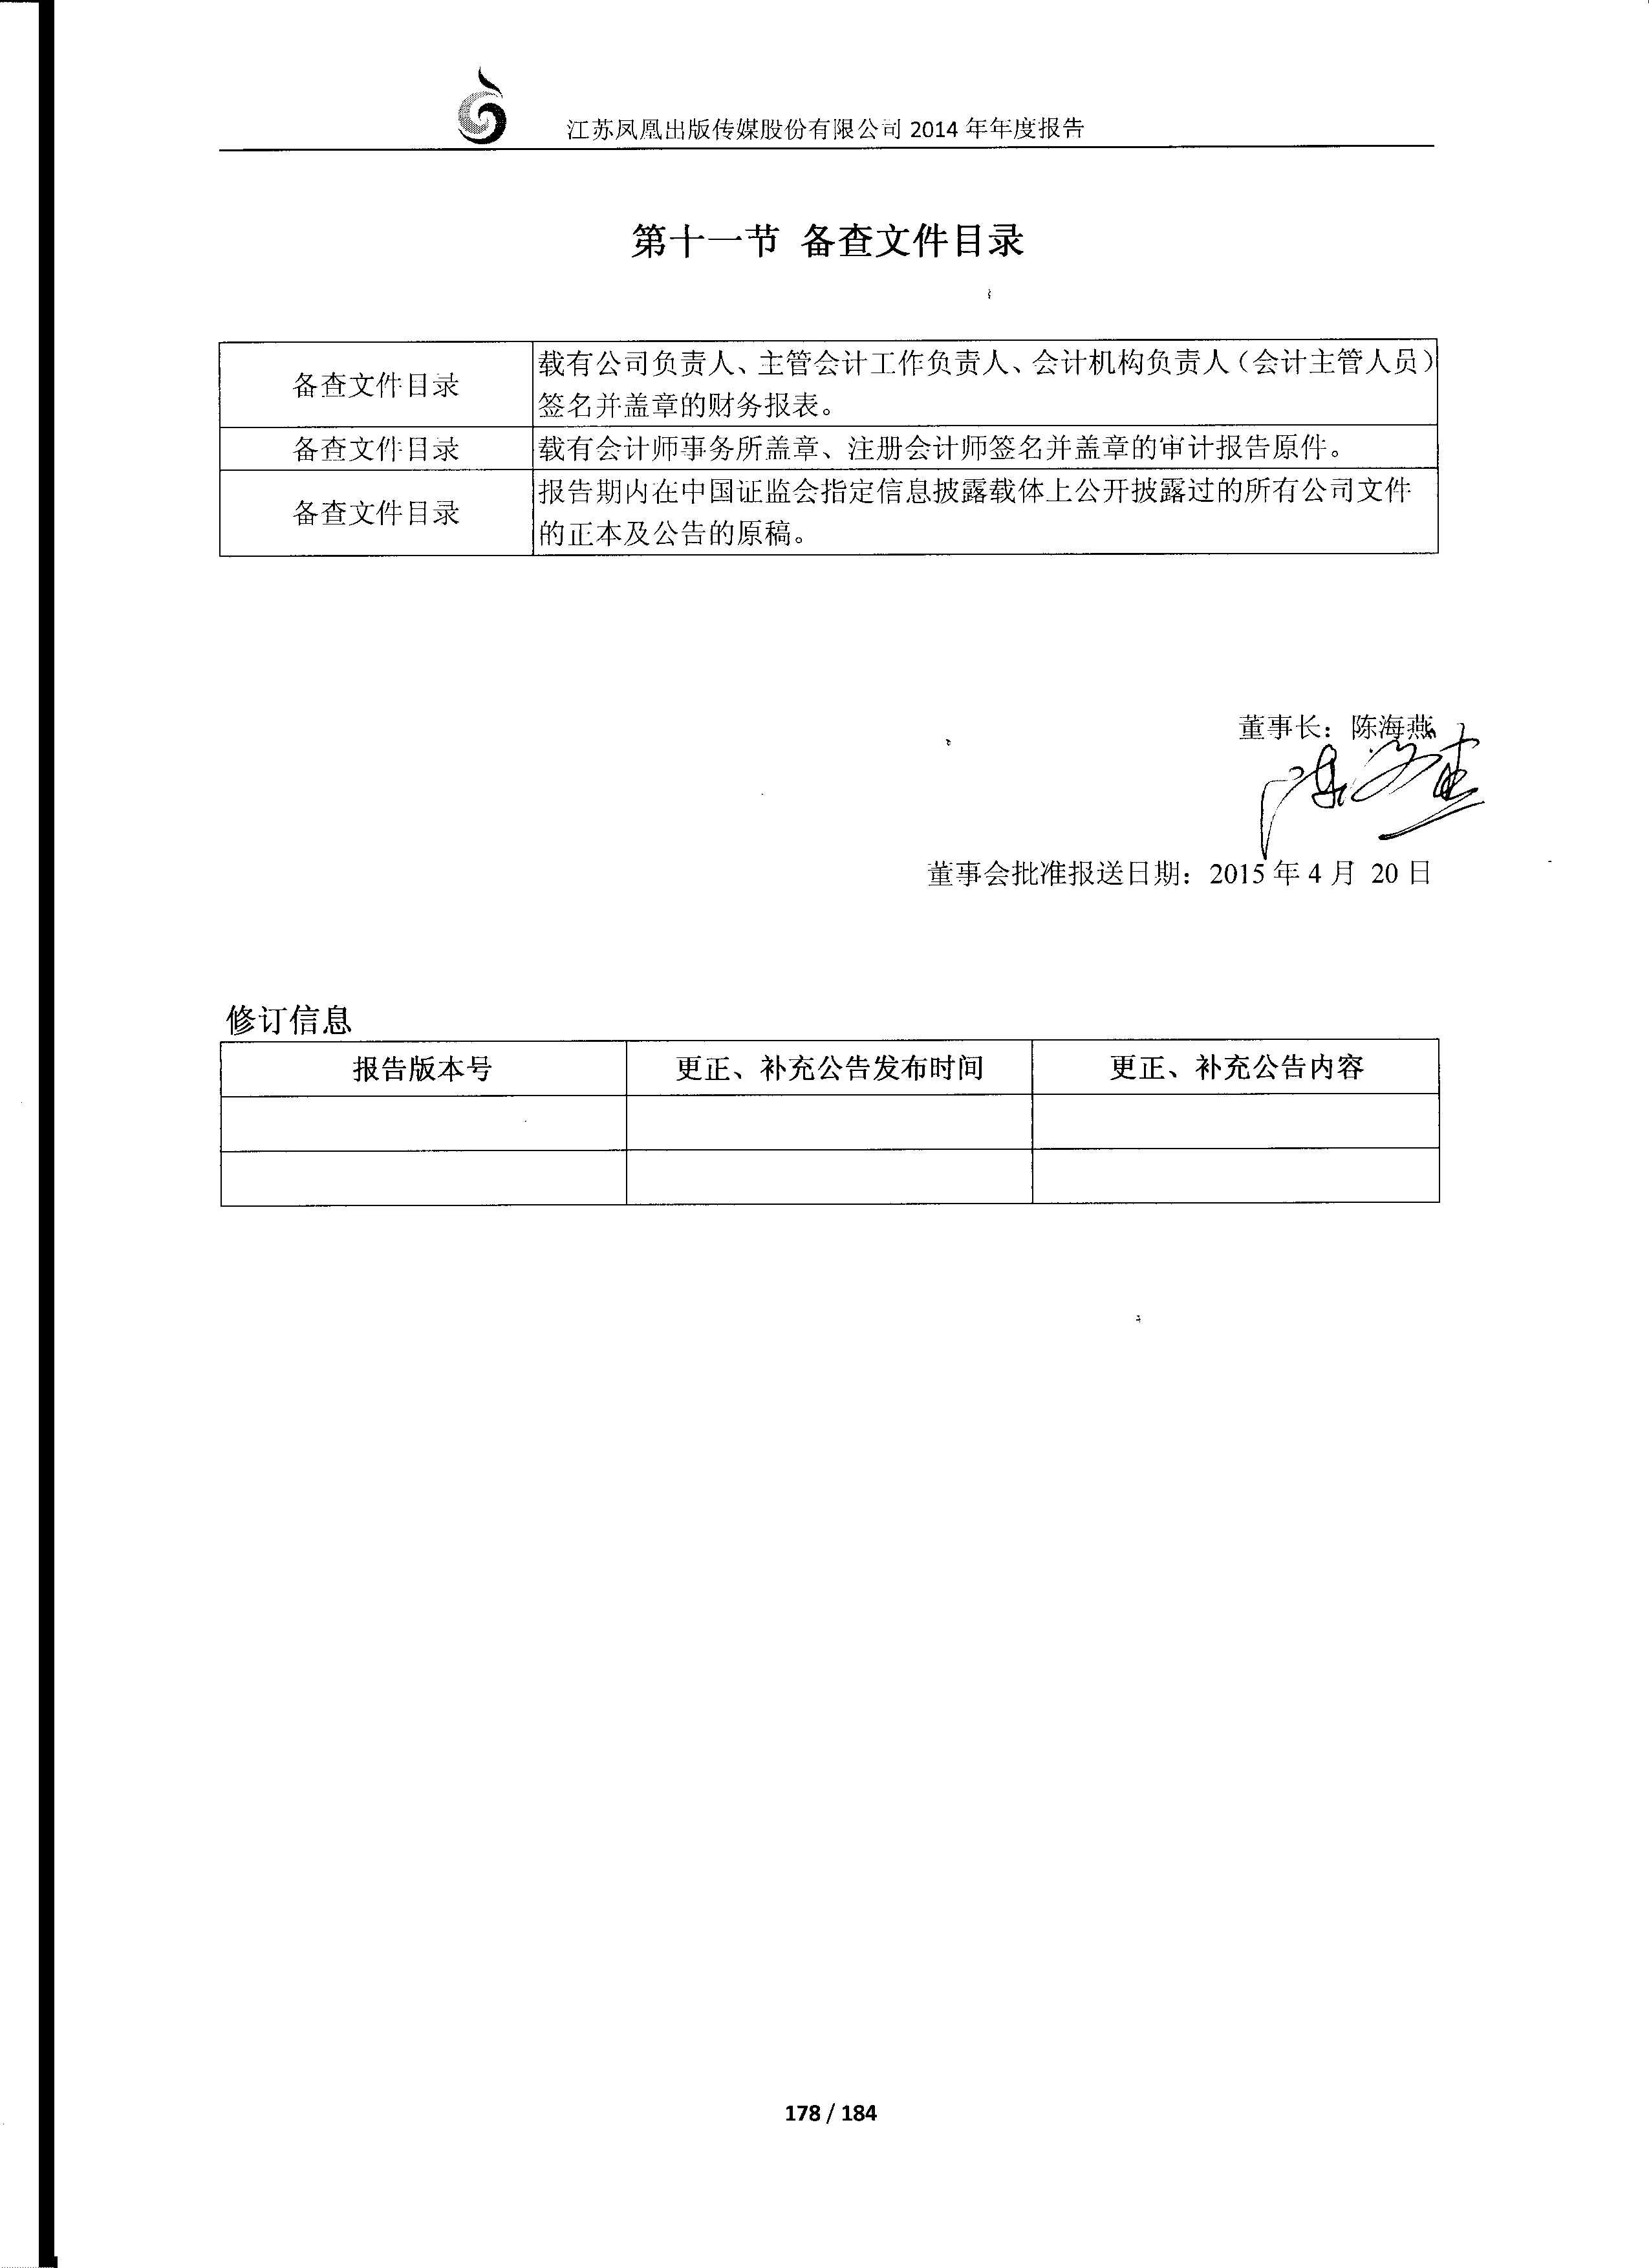 江苏凤凰出版传媒股份有限公司 2014 年年度报告
第十一节 备查文件目录
备查文件目录
载有公司负责人、主管会计工作负责人、会计机构负责人（会计主管人员）
签名并盖章的财务报表。
备查文件目录
载有会计师事务所盖章、注册会计师签名并盖章的审计报告原件。
备查文件目录
报告期内在中国证监会指定信息披露载体上公开披露过的所有公司文件
的正本及公告的原稿。
董事长：陈海燕
陈海燕
董事会批准报送日期：2015 年 4 月 20 日
修订信息
报告版本号 更正、补充公告发布时间 更正、补充公告内容
178 / 184